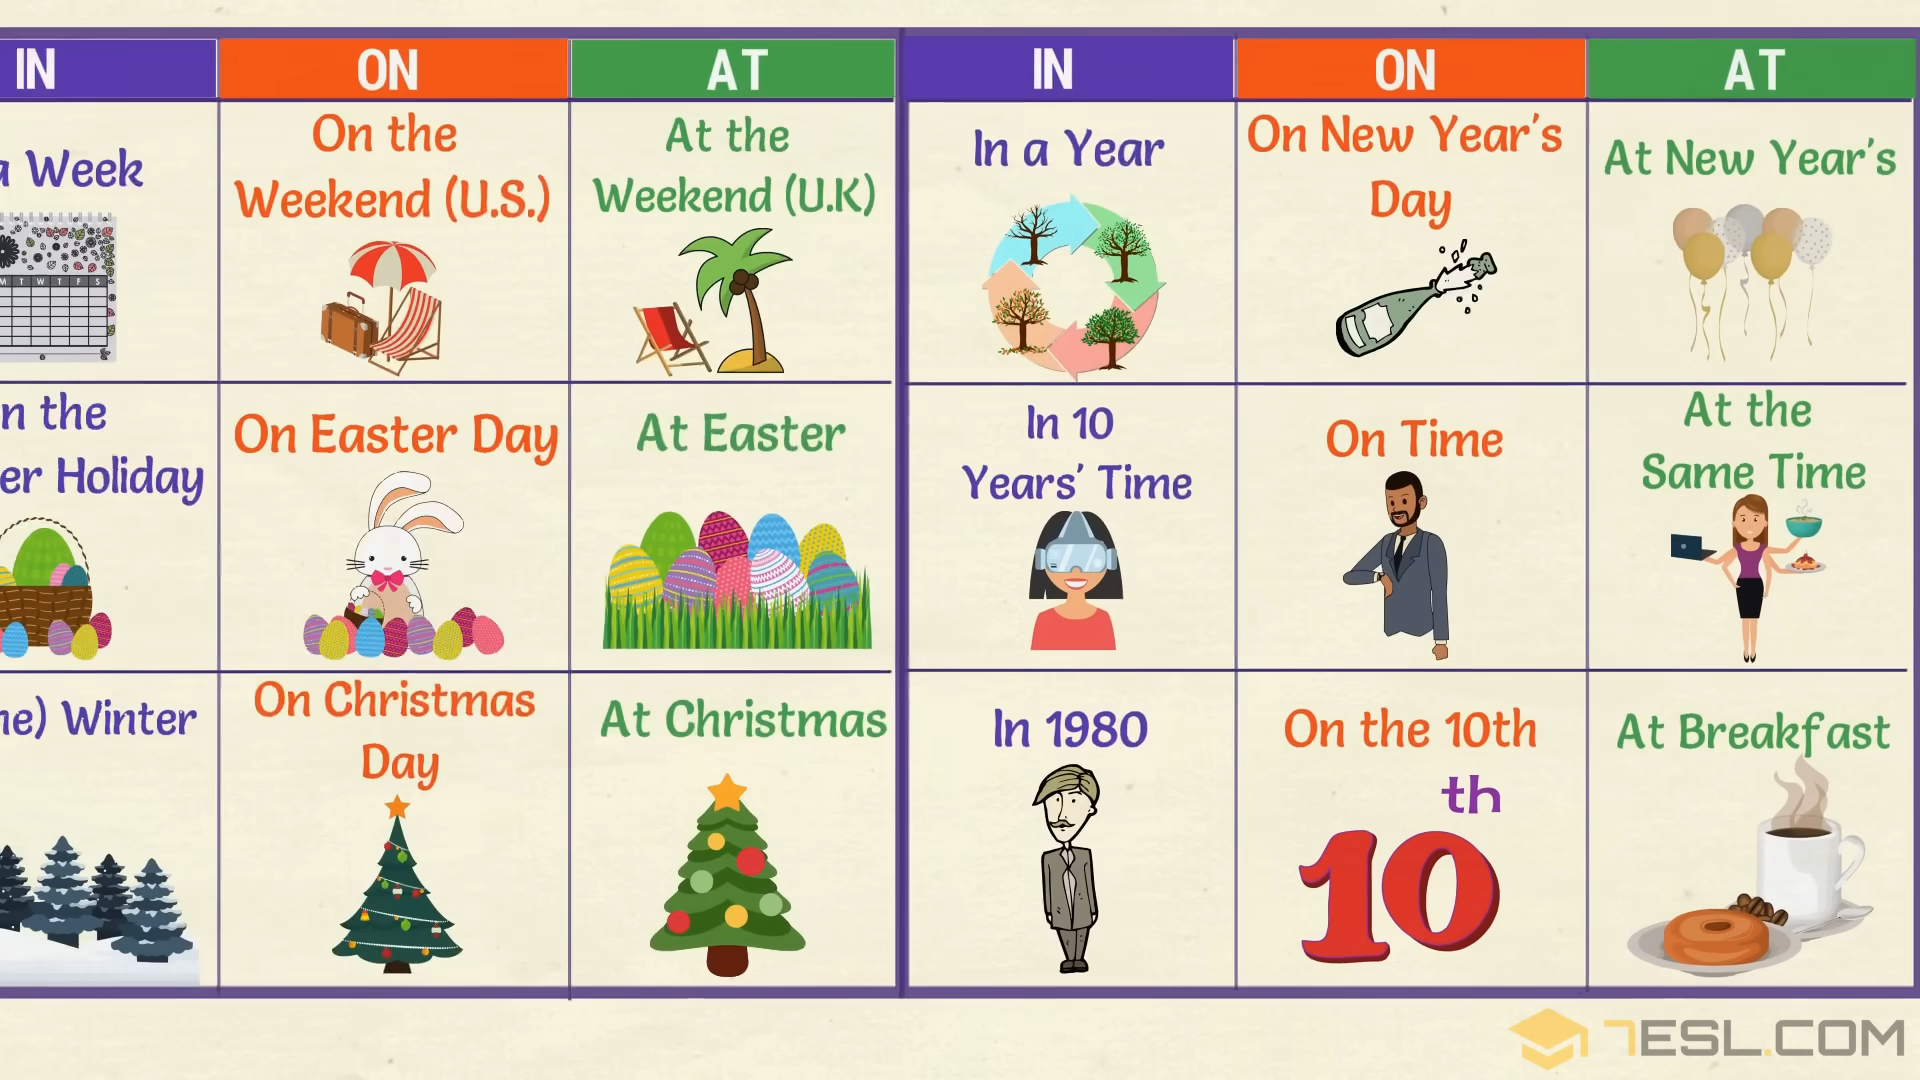 IN ON AT IN ON AT
a Week
On the
Weekend (U.S.)
At the
Weekend (U.K)
In a Year
On New Year's
Day
At New Year's
M T W T F S
n the
er Holiday
On Easter Day
At Easter
In 10
Years' Time
On Time
At the
Same Time
ne) Winter
On Christmas
Day
At Christmas
In 1980
On the 10th
10th
At Breakfast
7ESL.COM